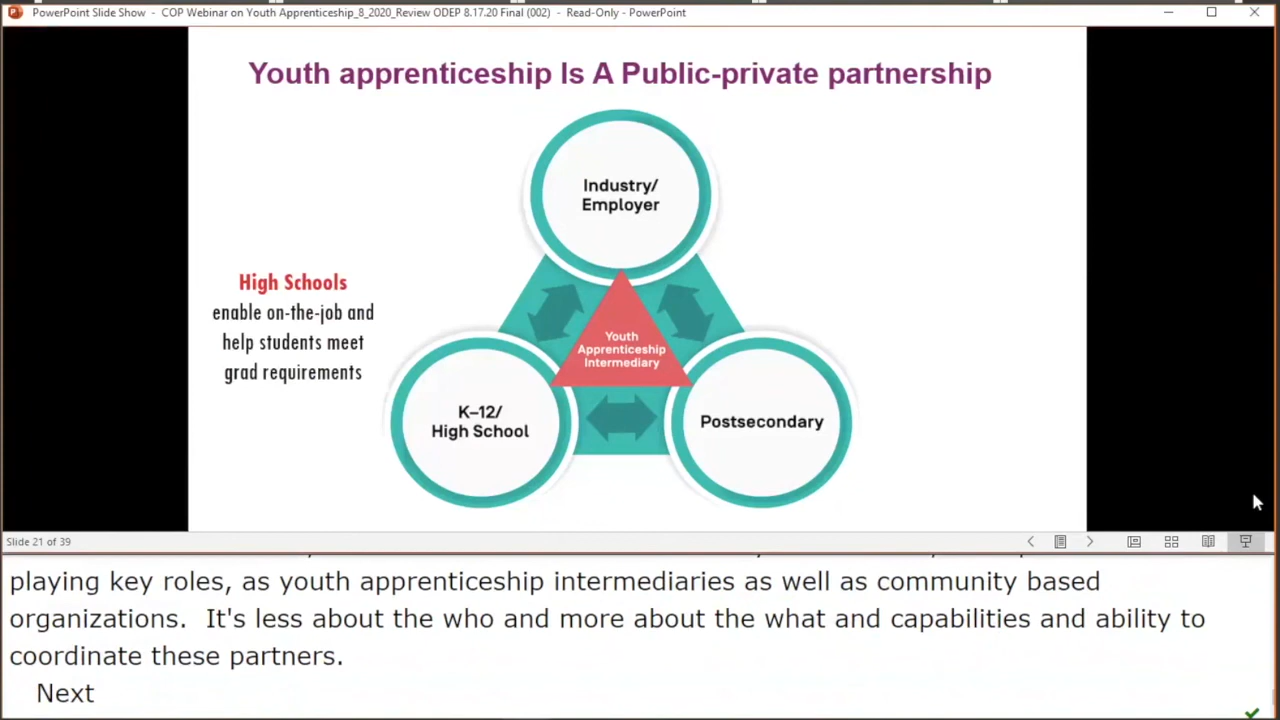 PowerPoint Slide Show - COP Webinar on Youth Apprenticeship_8_2020_Review ODEP 8.17.20 Final (002) - Read-Only - PowerPoint
Youth apprenticeship Is A Public-private partnership
Industry/
Employer
High Schools
enable on-the-job and
help students meet
grad requirements
Youth
Apprenticeship
Intermediary
K–12/
High School
Postsecondary
Slide 21 of 39
playing key roles, as youth apprenticeship intermediaries as well as community based
organizations. It's less about the who and more about the what and capabilities and ability to
coordinate these partners.
Next